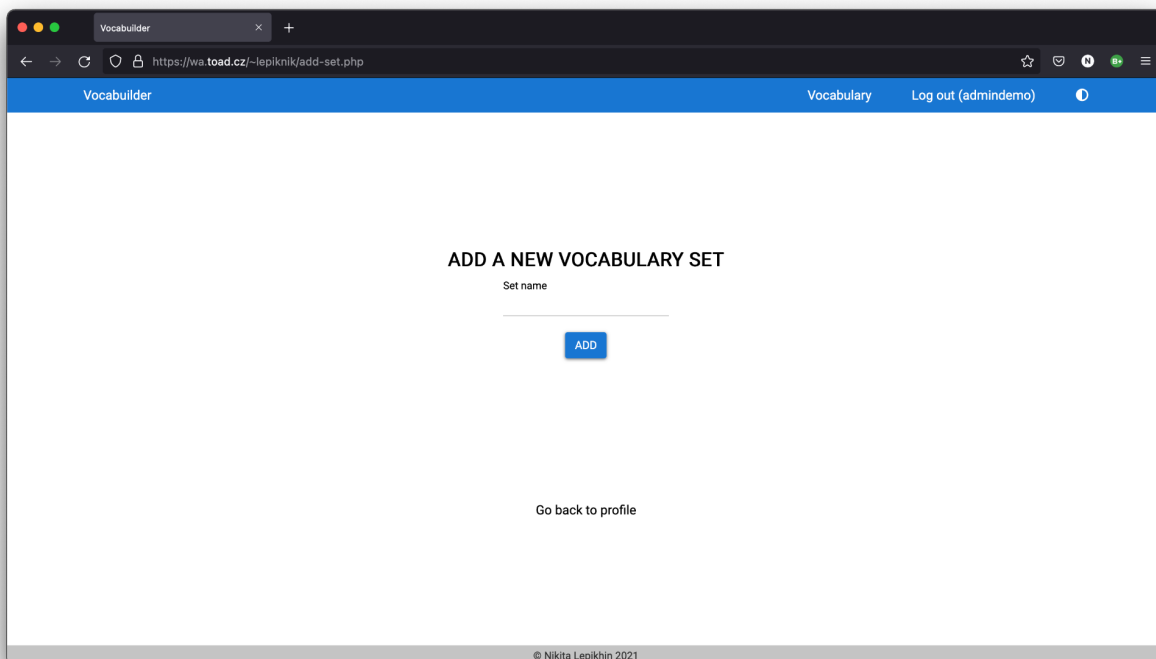 Vocabuilder
https://wa.toad.cz/~lepiknik/add-set.php
N
B+
Vocabuilder Vocabulary Log out (admindemo)
ADD A NEW VOCABULARY SET
Set name
ADD
Go back to profile
© Nikita Lepikhin 2021